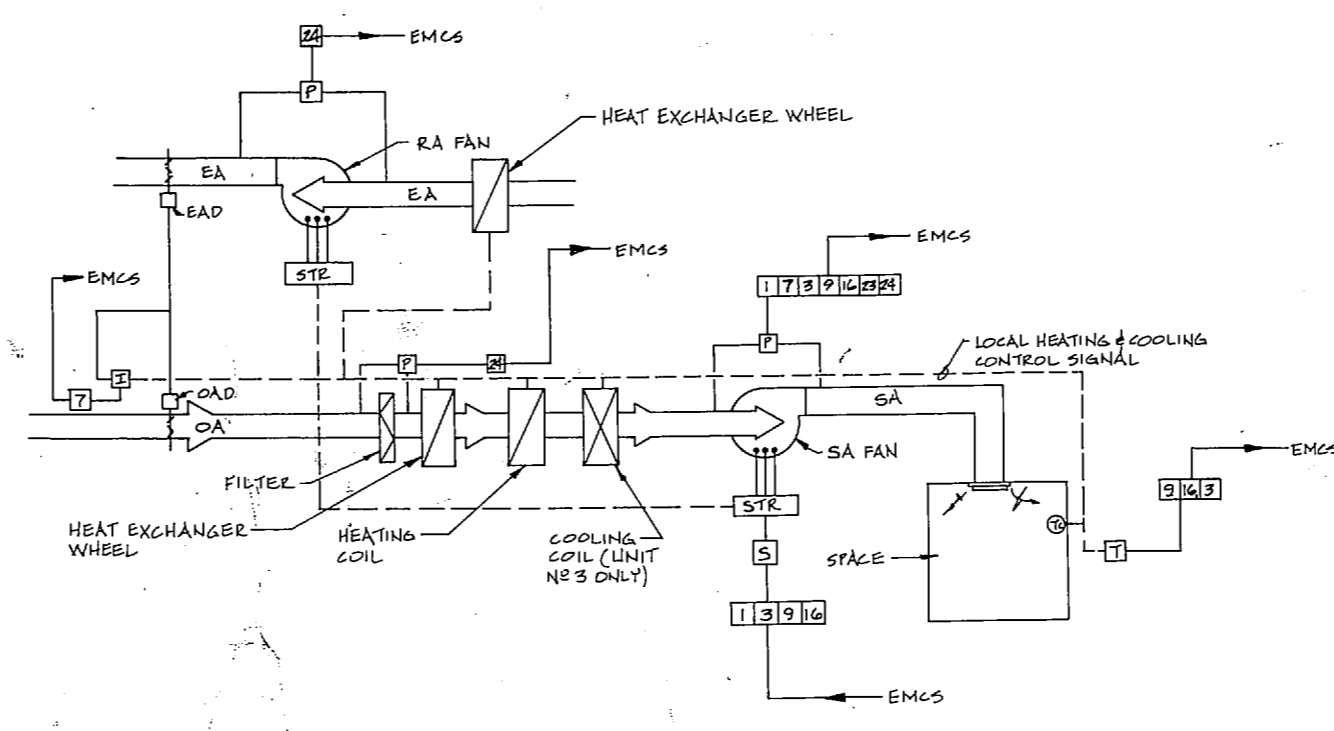 24
EMCS
P
HEAT EXCHANGER WHEEL
RA FAN
EA
EA
EAD
STR
EMCS
EMCS
EMCS
1 7 3 9 16 23 24
P
LOCAL HEATING & COOLING
CONTROL SIGNAL
P
24
I
7
OAD
OA
SA
SA FAN
EMCS
FILTER
STR
9 16 3
HEAT EXCHANGER
WHEEL
HEATING
COIL
COOLING
COIL (UNIT
Nº 3 ONLY)
S
SPACE
TC
T
1 3 9 16
EMCS